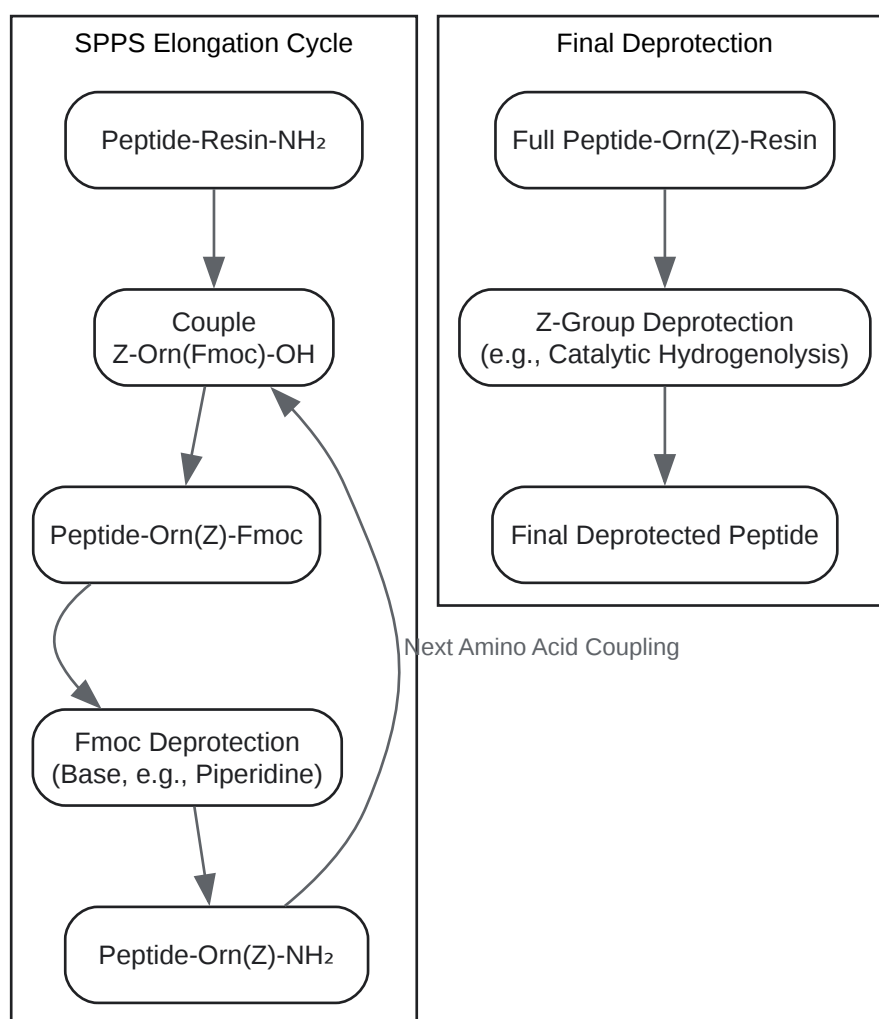 SPPS Elongation Cycle
Peptide-Resin-NH₂
Couple
Z-Orn(Fmoc)-OH
Peptide-Orn(Z)-Fmoc
Next Amino Acid Coupling
Fmoc Deprotection
(Base, e.g., Piperidine)
Peptide-Orn(Z)-NH₂
Final Deprotection
Full Peptide-Orn(Z)-Resin
Z-Group Deprotection
(e.g., Catalytic Hydrogenolysis)
Final Deprotected Peptide